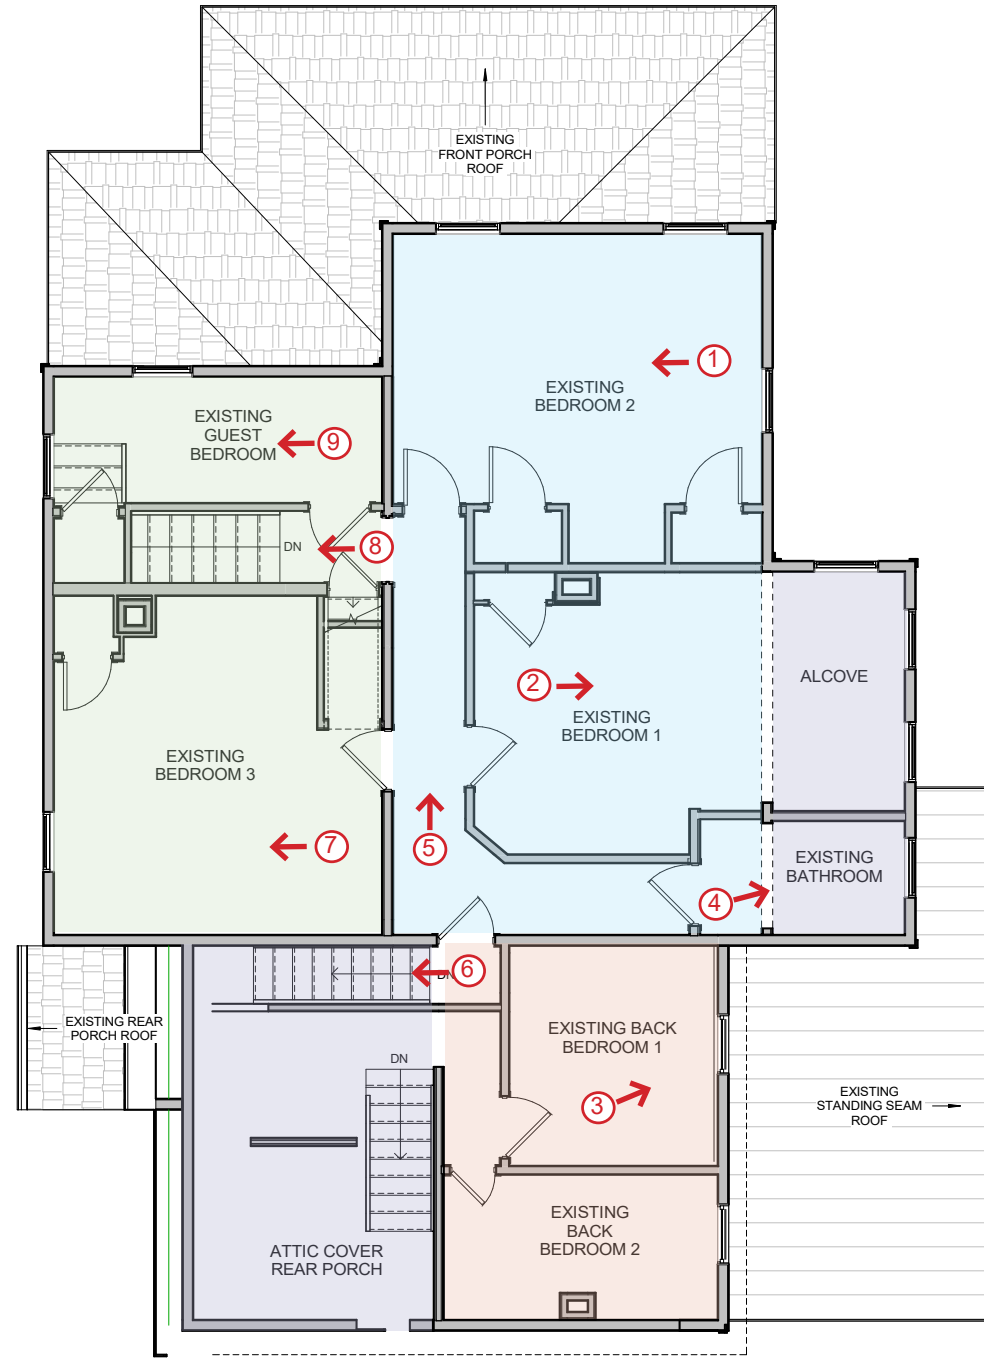 EXISTING
FRONT PORCH
ROOF
1
EXISTING
BEDROOM 2
EXISTING
GUEST
BEDROOM
9
DN
8
2
EXISTING
BEDROOM 1
ALCOVE
EXISTING
BEDROOM 3
7
5
EXISTING
BATHROOM
4
6
DN
EXISTING REAR
PORCH ROOF
EXISTING BACK
BEDROOM 1
DN
3
EXISTING
STANDING SEAM
ROOF
EXISTING
BACK
BEDROOM 2
ATTIC COVER
REAR PORCH